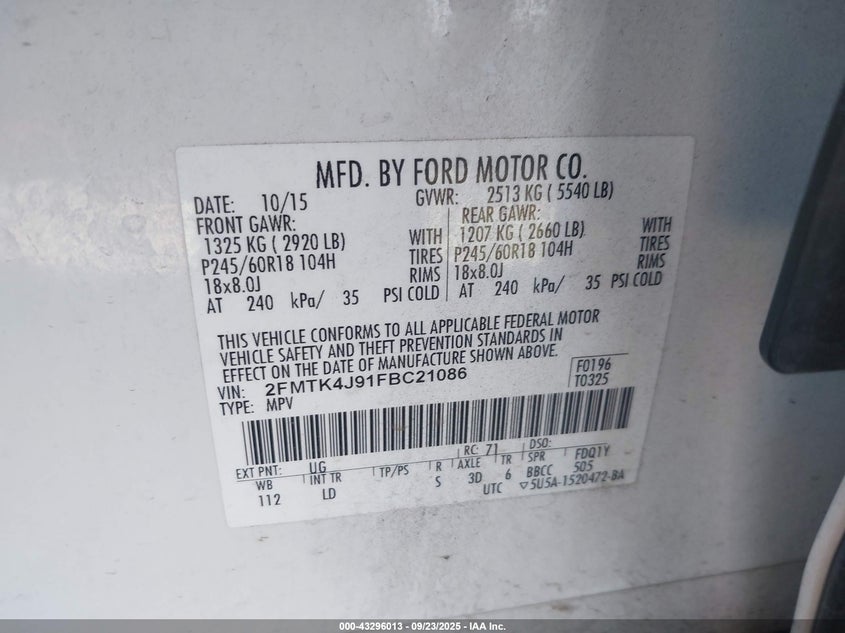 MFD. BY FORD MOTOR CO.
DATE: 10/15 GVWR: 2513 KG ( 5540 LB)
FRONT GAWR: REAR GAWR:
1325 KG ( 2920 LB) WITH 1207 KG ( 2660 LB) WITH
P245/60R18 104H TIRES P245/60R18 104H TIRES
18x8.0J RIMS 18x8.0J RIMS
AT 240 kPa/ 35 PSI COLD AT 240 kPa/ 35 PSI COLD
THIS VEHICLE CONFORMS TO ALL APPLICABLE FEDERAL MOTOR
VEHICLE SAFETY AND THEFT PREVENTION STANDARDS IN
EFFECT ON THE DATE OF MANUFACTURE SHOWN ABOVE.
VIN: 2FMTK4J91FBC21086 F0196
TYPE: MPV T0325
RC: 71 DSO:
EXT PNT: UG TP/PS R AXLE TR SPR FDQ1Y
WB INT TR S 3D 6 BBCC 505
112 LD UTC ▽5U5A-1520472-BA
000-43296013 - 09/23/2025 - IAA Inc.